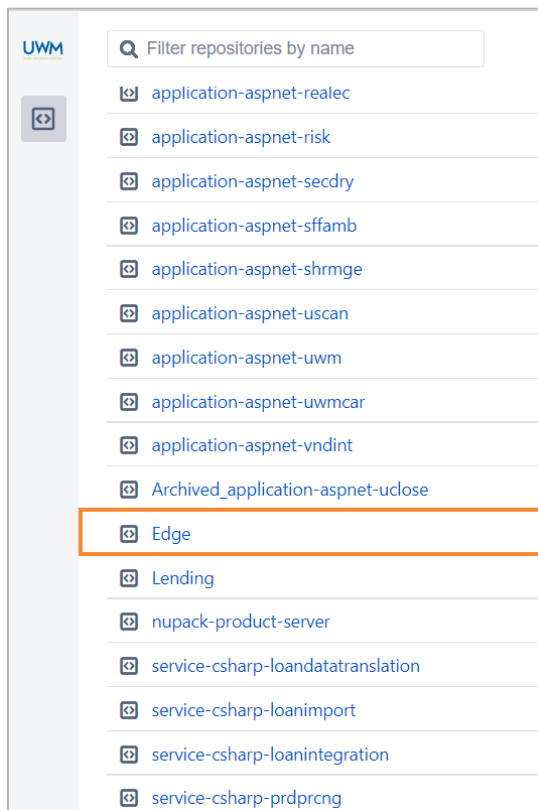 UWM
Filter repositories by name
application-aspnet-realec
application-aspnet-risk
application-aspnet-secdry
application-aspnet-sffamb
application-aspnet-shrmge
application-aspnet-uscan
application-aspnet-uwm
application-aspnet-uwmcar
application-aspnet-vndint
Archived_application-aspnet-uclose
Edge
Lending
nupack-product-server
service-csharp-loandatatranslation
service-csharp-loanimport
service-csharp-loanintegration
service-csharp-prdprcng